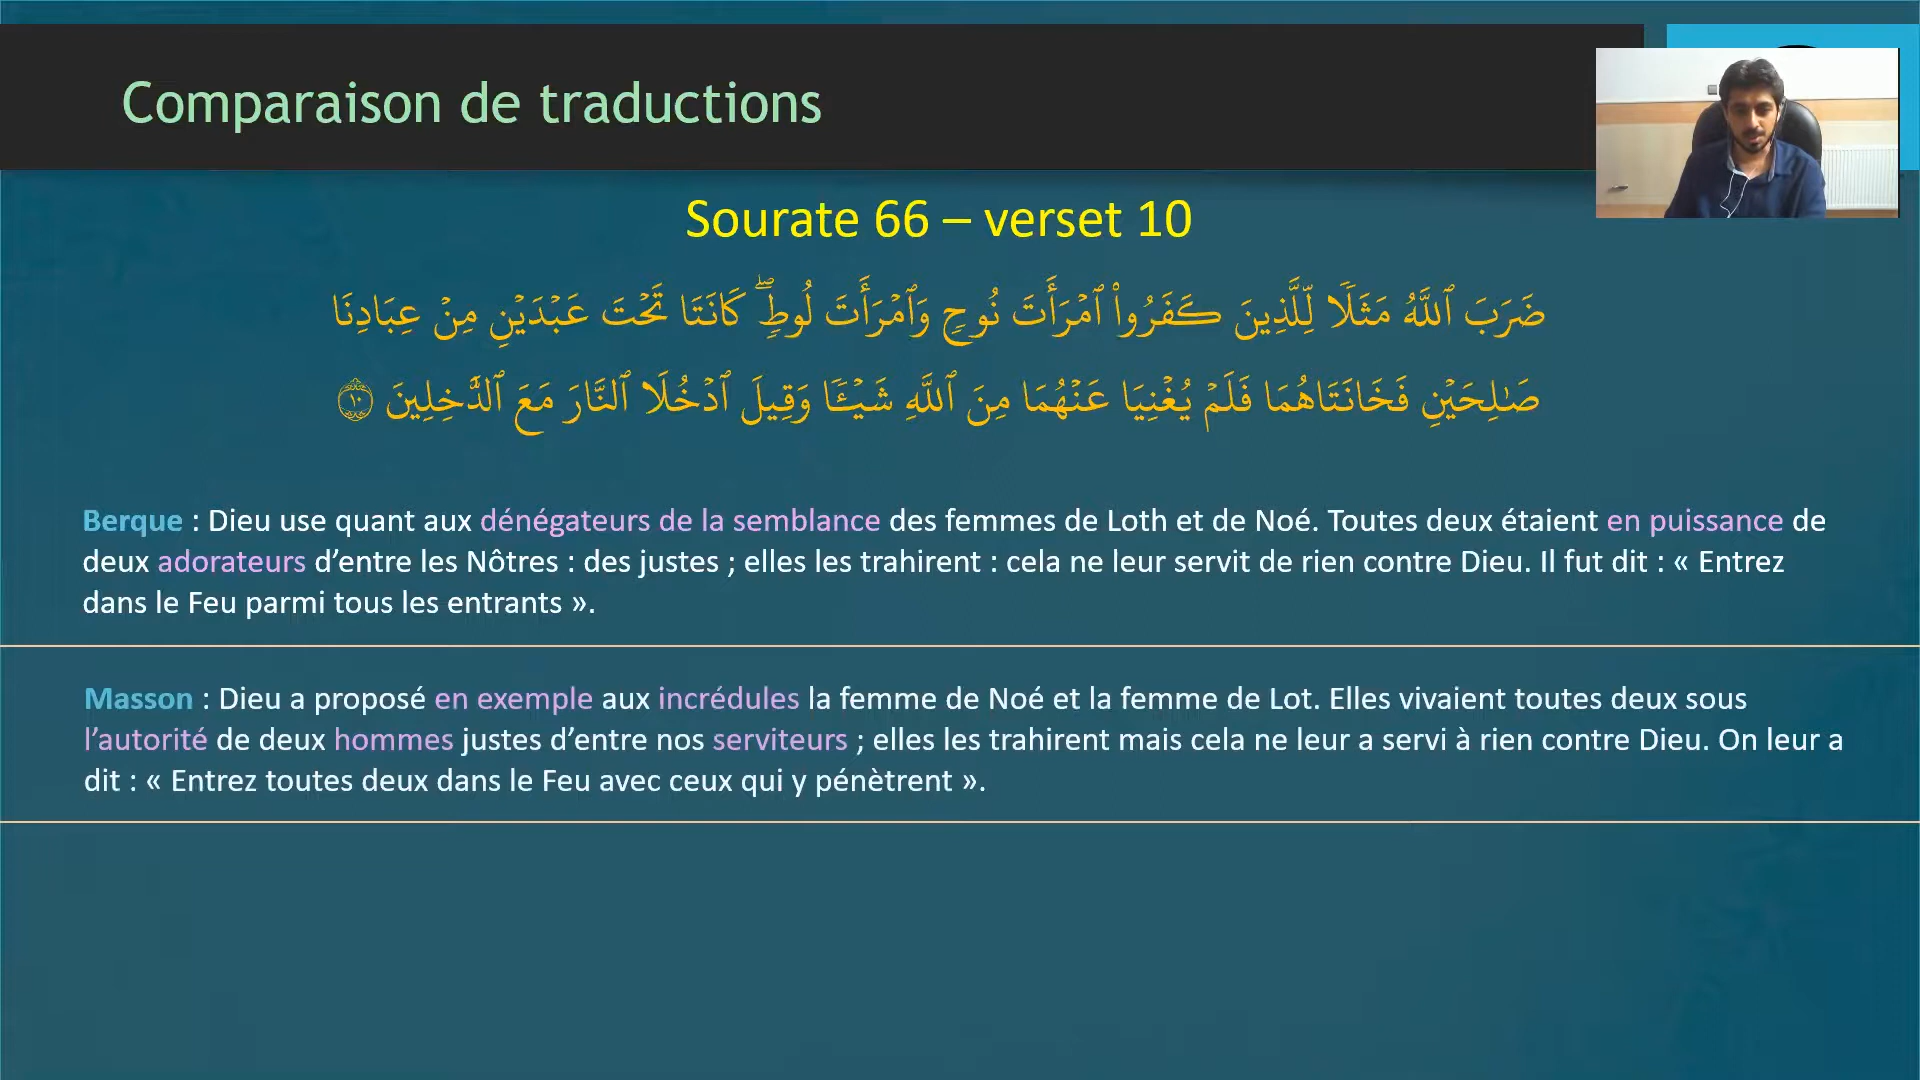 Comparaison de traductions
Sourate 66 – verset 10
ضَرَبَ ٱللَّهُ مَثَلٗا لِّلَّذِينَ كَفَرُواْ ٱمۡرَأَتَ نُوحٖ وَٱمۡرَأَتَ لُوطٖۖ كَانَتَا تَحۡتَ عَبۡدَيۡنِ مِنۡ عِبَادِنَا
صَٰلِحَيۡنِ فَخَانَتَاهُمَا فَلَمۡ يُغۡنِيَا عَنۡهُمَا مِنَ ٱللَّهِ شَيۡـٔٗا وَقِيلَ ٱدۡخُلَا ٱلنَّارَ مَعَ ٱلدَّٰخِلِينَ ١٠
Berque : Dieu use quant aux dénégateurs de la semblance des femmes de Loth et de Noé. Toutes deux étaient en puissance de
deux adorateurs d’entre les Nôtres : des justes ; elles les trahirent : cela ne leur servit de rien contre Dieu. Il fut dit : « Entrez
dans le Feu parmi tous les entrants ».
Masson : Dieu a proposé en exemple aux incrédules la femme de Noé et la femme de Lot. Elles vivaient toutes deux sous
l’autorité de deux hommes justes d’entre nos serviteurs ; elles les trahirent mais cela ne leur a servi à rien contre Dieu. On leur a
dit : « Entrez toutes deux dans le Feu avec ceux qui y pénètrent ».